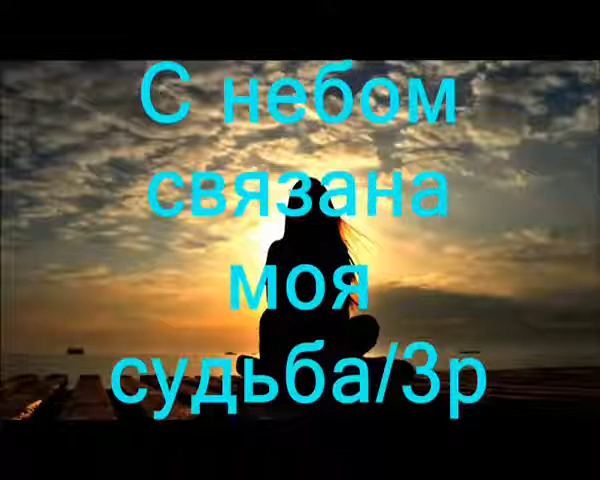 С небом
связана
моя
судьба/3р